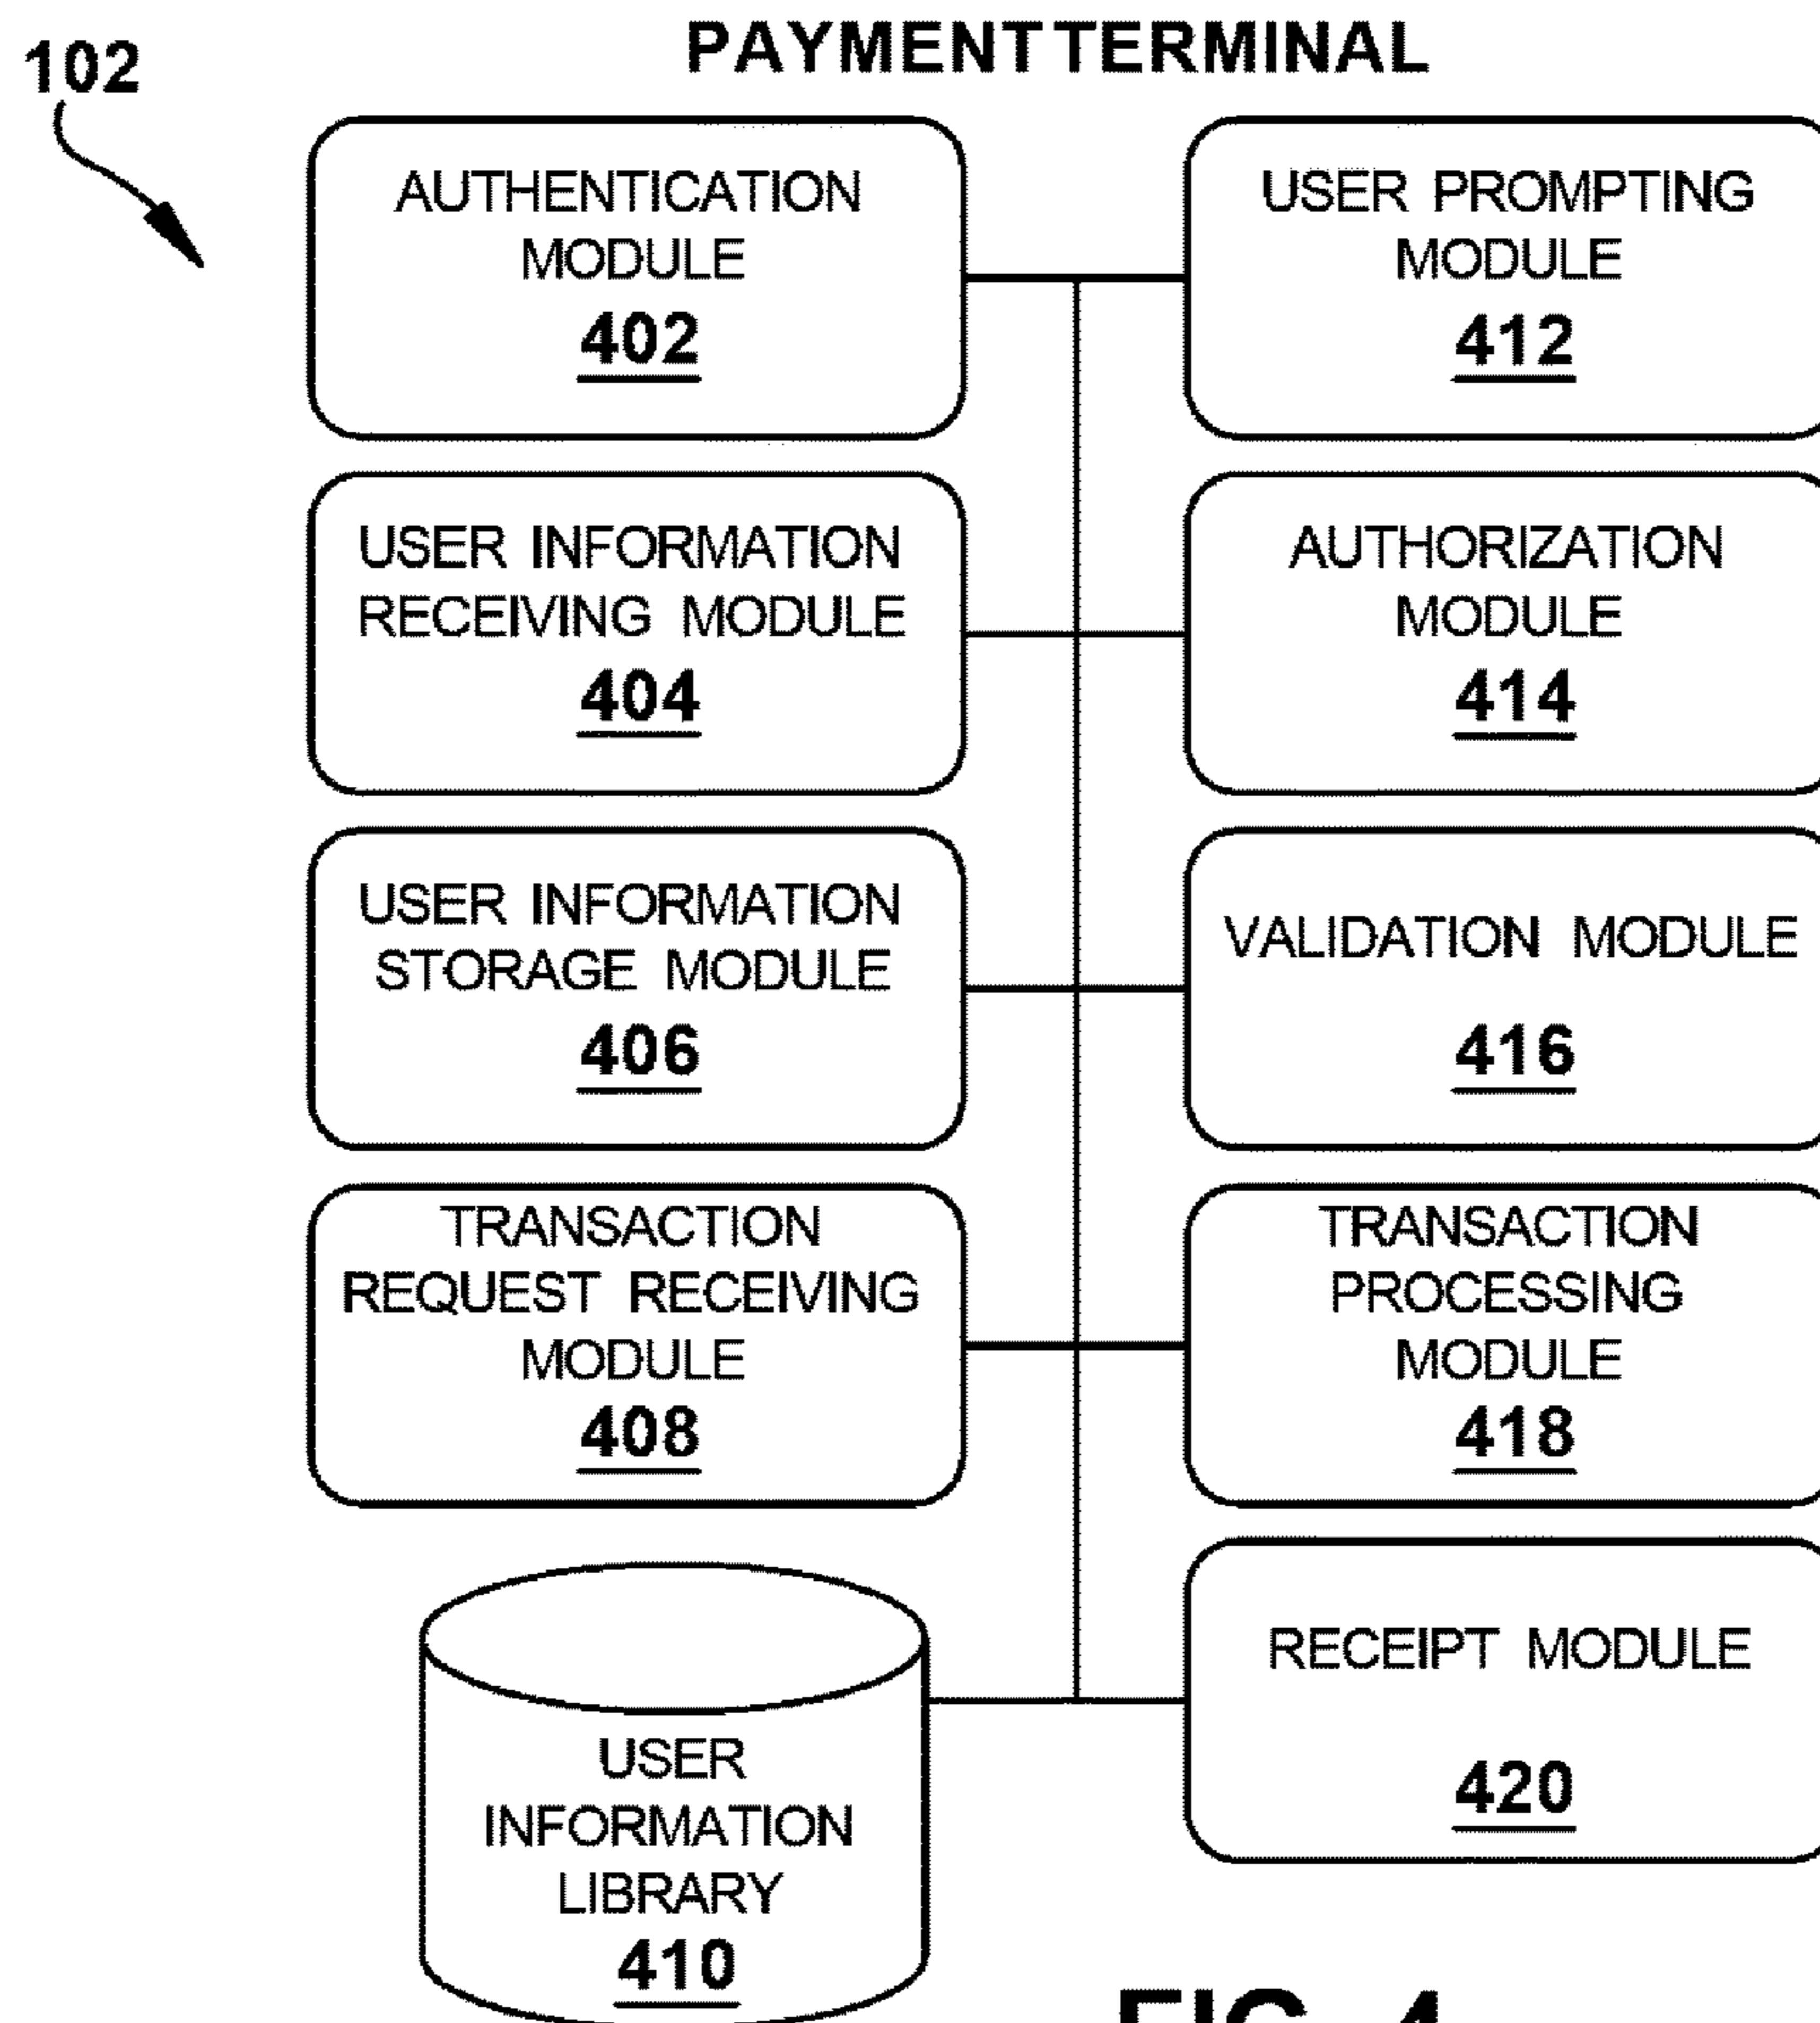 PAYMENT TERMINAL
102
AUTHENTICATION
MODULE
402
USER INFORMATION
RECEIVING MODULE
404
USER INFORMATION
STORAGE MODULE
406
TRANSACTION
REQUEST RECEIVING
MODULE
408
USER
INFORMATION
LIBRARY
410
USER PROMPTING
MODULE
412
AUTHORIZATION
MODULE
414
VALIDATION MODULE
416
TRANSACTION
PROCESSING
MODULE
418
RECEIPT MODULE
420
FIG. 4